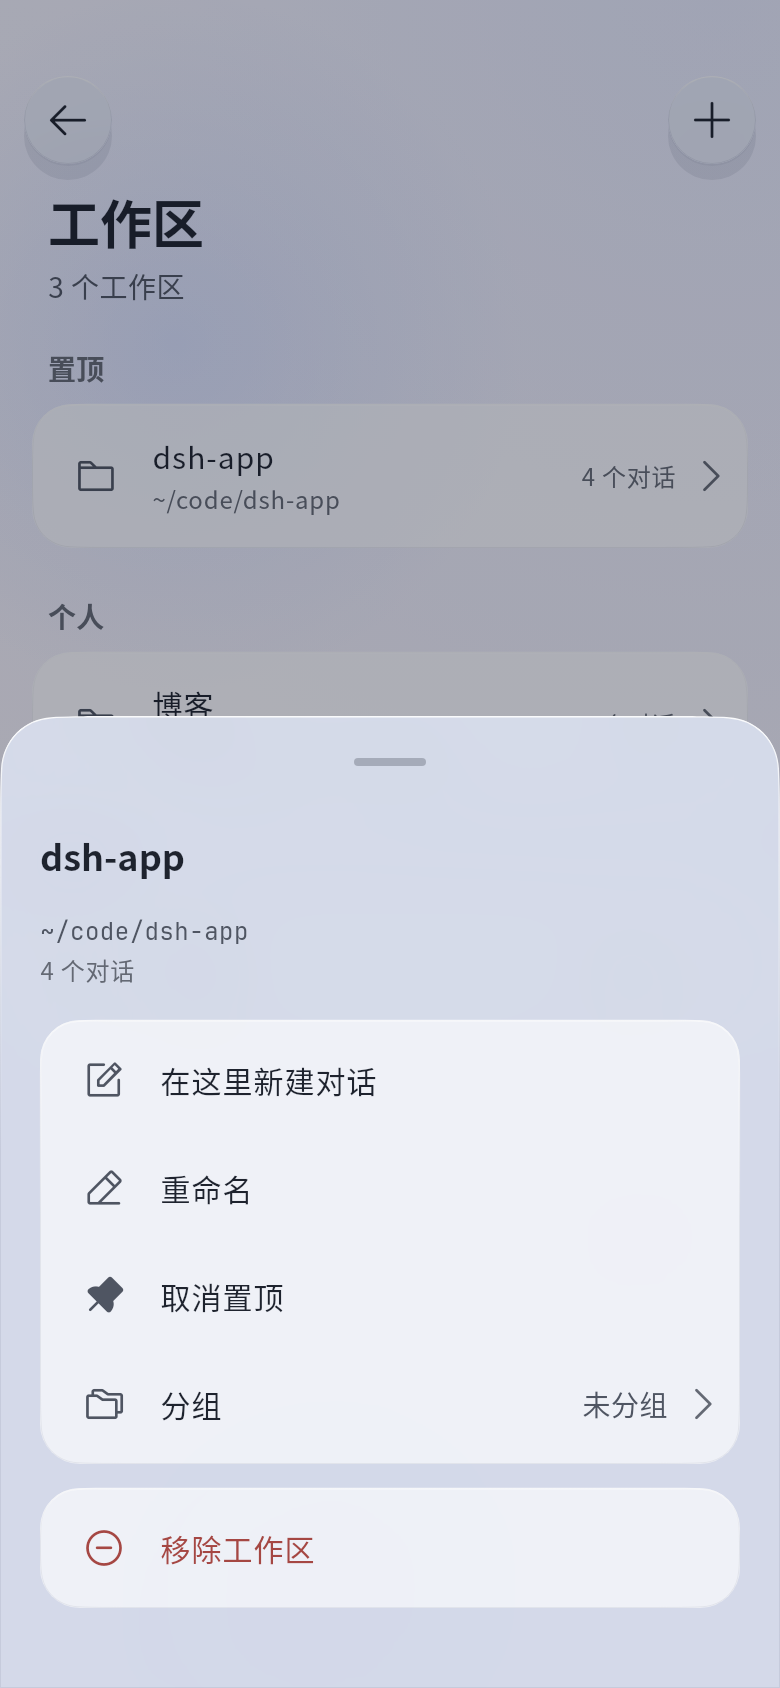 工作区
3 个工作区
置顶
dsh-app
~/code/dsh-app
4 个对话
个人
博客
dsh-app
~/code/dsh-app
4 个对话
在这里新建对话
重命名
取消置顶
分组
未分组
移除工作区